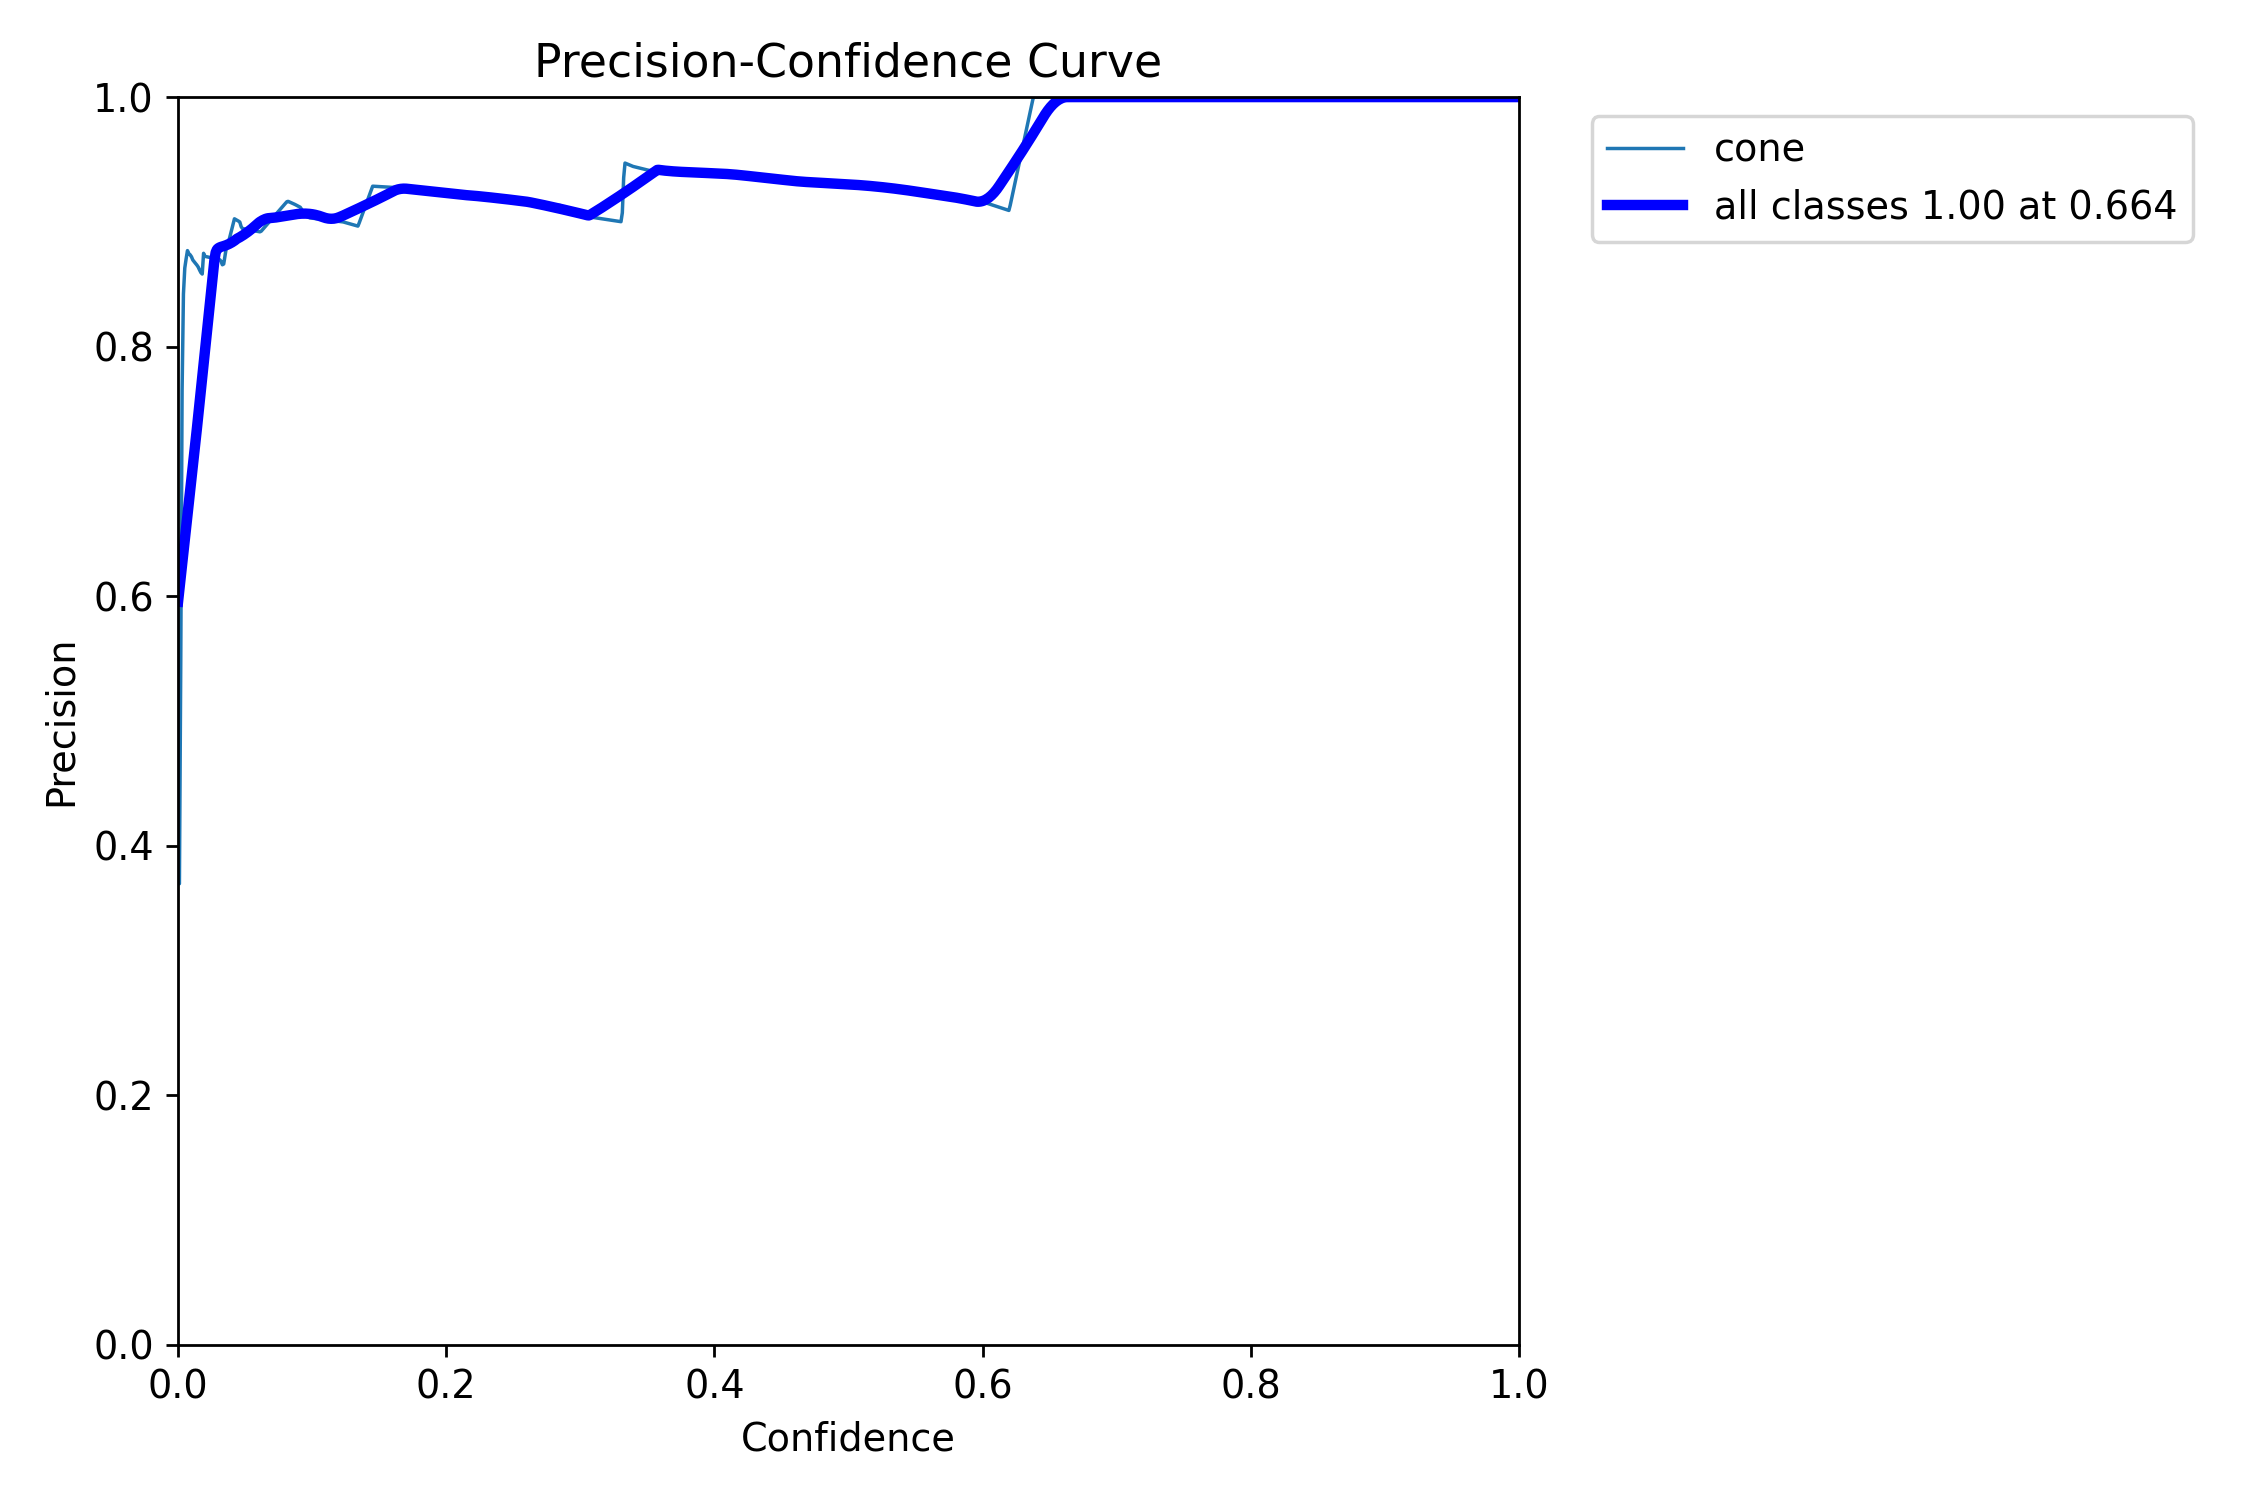 Precision-Confidence Curve
1.0
0.8
0.6
0.4
0.2
0.0
Precision
0.0 0.2 0.4 0.6 0.8 1.0
Confidence
cone
all classes 1.00 at 0.664